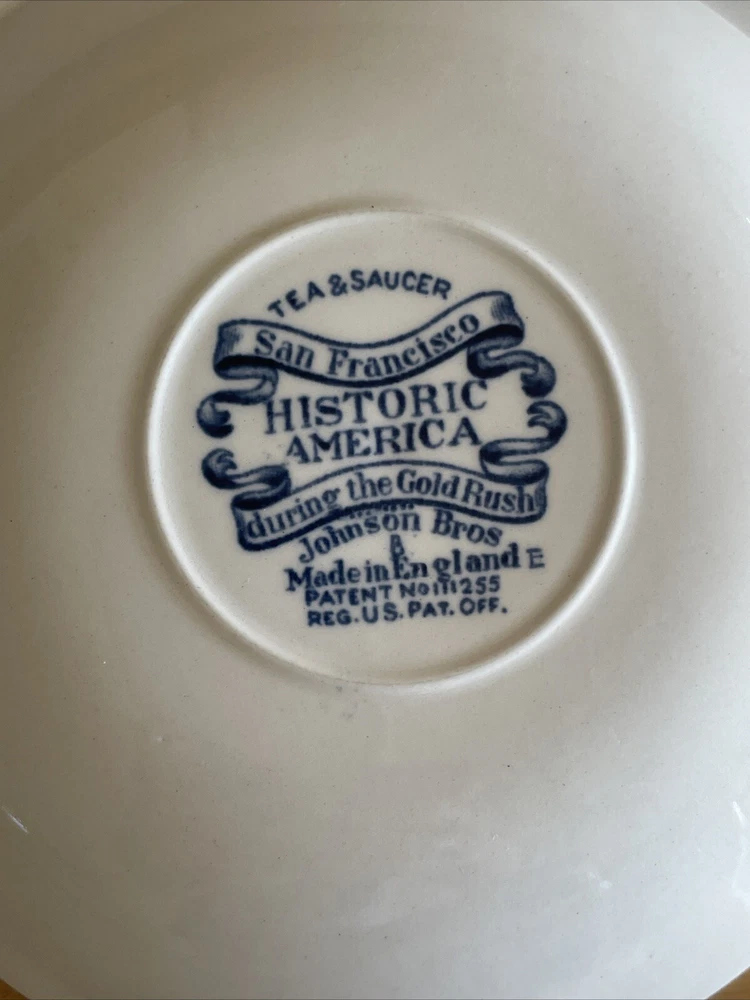 TEA & SAUCER
San Francisco
HISTORIC
AMERICA
during the Gold Rush
Johnson Bros
B
Made in England E
PATENT No 111255
REG. U.S. PAT. OFF.